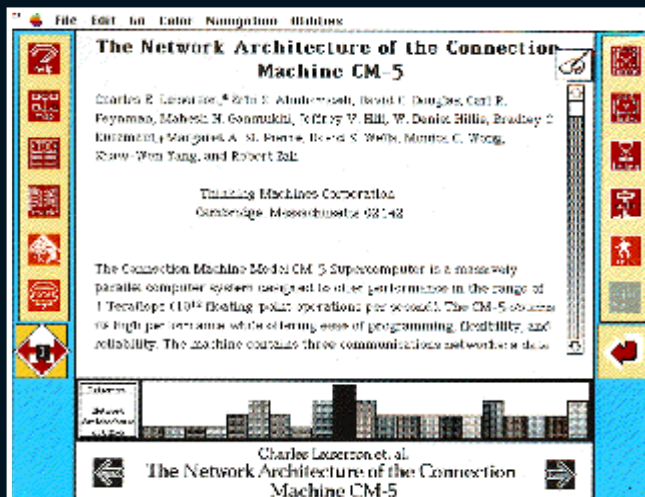 File Edit Go Color Navigation Utilities
The Network Architecture of the Connection
Machine CM-5
Charles E. Leiserson,* Zahi S. Abuhamdeh, David C. Douglas, Carl R.
Feynman, Mahesh N. Ganmukhi, Jeffrey V. Hill, W. Daniel Hillis, Bradley C.
Kuszmaul, Margaret A. St. Pierre, David S. Wells, Monica C. Wong,
Shaw-Wen Yang, and Robert Zak
Thinking Machines Corporation
Cambridge, Massachusetts 02142
The Connection Machine Model CM-5 Supercomputer is a massively
parallel computer system designed to offer performance in the range of
1 Teraflops (10¹² floating-point operations per second). The CM-5 obtains
its high performance while offering ease of programming, flexibility, and
reliability. The machine contains three communications networks: a data
Leiserson
Network
Charles Leiserson et. al.
The Network Architecture of the Connection
Machine CM-5